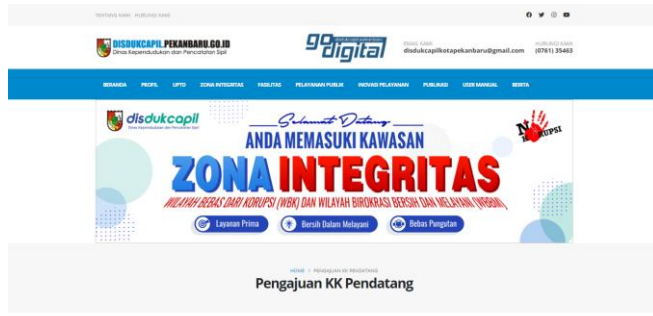 TENTANG KAMI HUBUNGI KAMI
DISDUKCAPIL.PEKANBARU.GO.ID
Dinas Kependudukan dan Pencatatan Sipil
go digital
EMAIL KAMI
disdukcapilkotapekanbaru@gmail.com
HUBUNGI KAMI
(0761) 35463
BERANDA PROFIL UPTD ZONA INTEGRITAS FASILITAS PELAYANAN PUBLIK INOVASI PELAYANAN PUBLIKASI USER MANUAL BERITA
disdukcapil
Dinas Kependudukan dan Pencatatan Sipil
Selamat Datang
ANDA MEMASUKI KAWASAN
ZONA INTEGRITAS
WILAYAH BEBAS DARI KORUPSI (WBK) DAN WILAYAH BIROKRASI BERSIH DAN MELAYANI (WBBM)
Layanan Prima
Bersih Dalam Melayani
Bebas Pungutan
HOME / PENGAJUAN KK PENDATANG
Pengajuan KK Pendatang